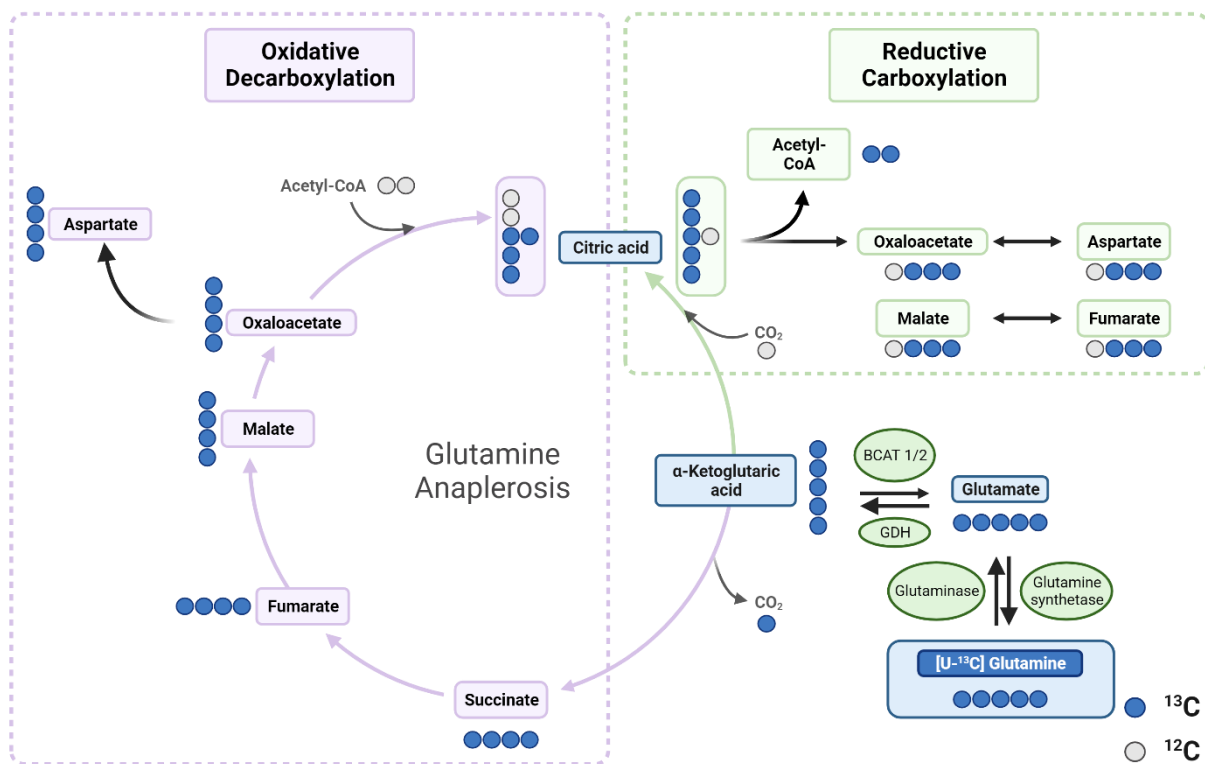 Oxidative
Decarboxylation
Reductive
Carboxylation
Acetyl-
CoA
Acetyl-CoA
Aspartate
Citric acid
Oxaloacetate
Aspartate
Oxaloacetate
Malate
Fumarate
CO₂
Malate
Glutamine
Anaplerosis
α-Ketoglutaric
acid
BCAT 1/2
Glutamate
GDH
Glutaminase
Glutamine
synthetase
Fumarate
CO₂
[U-¹³C] Glutamine
Succinate
¹³C
¹²C